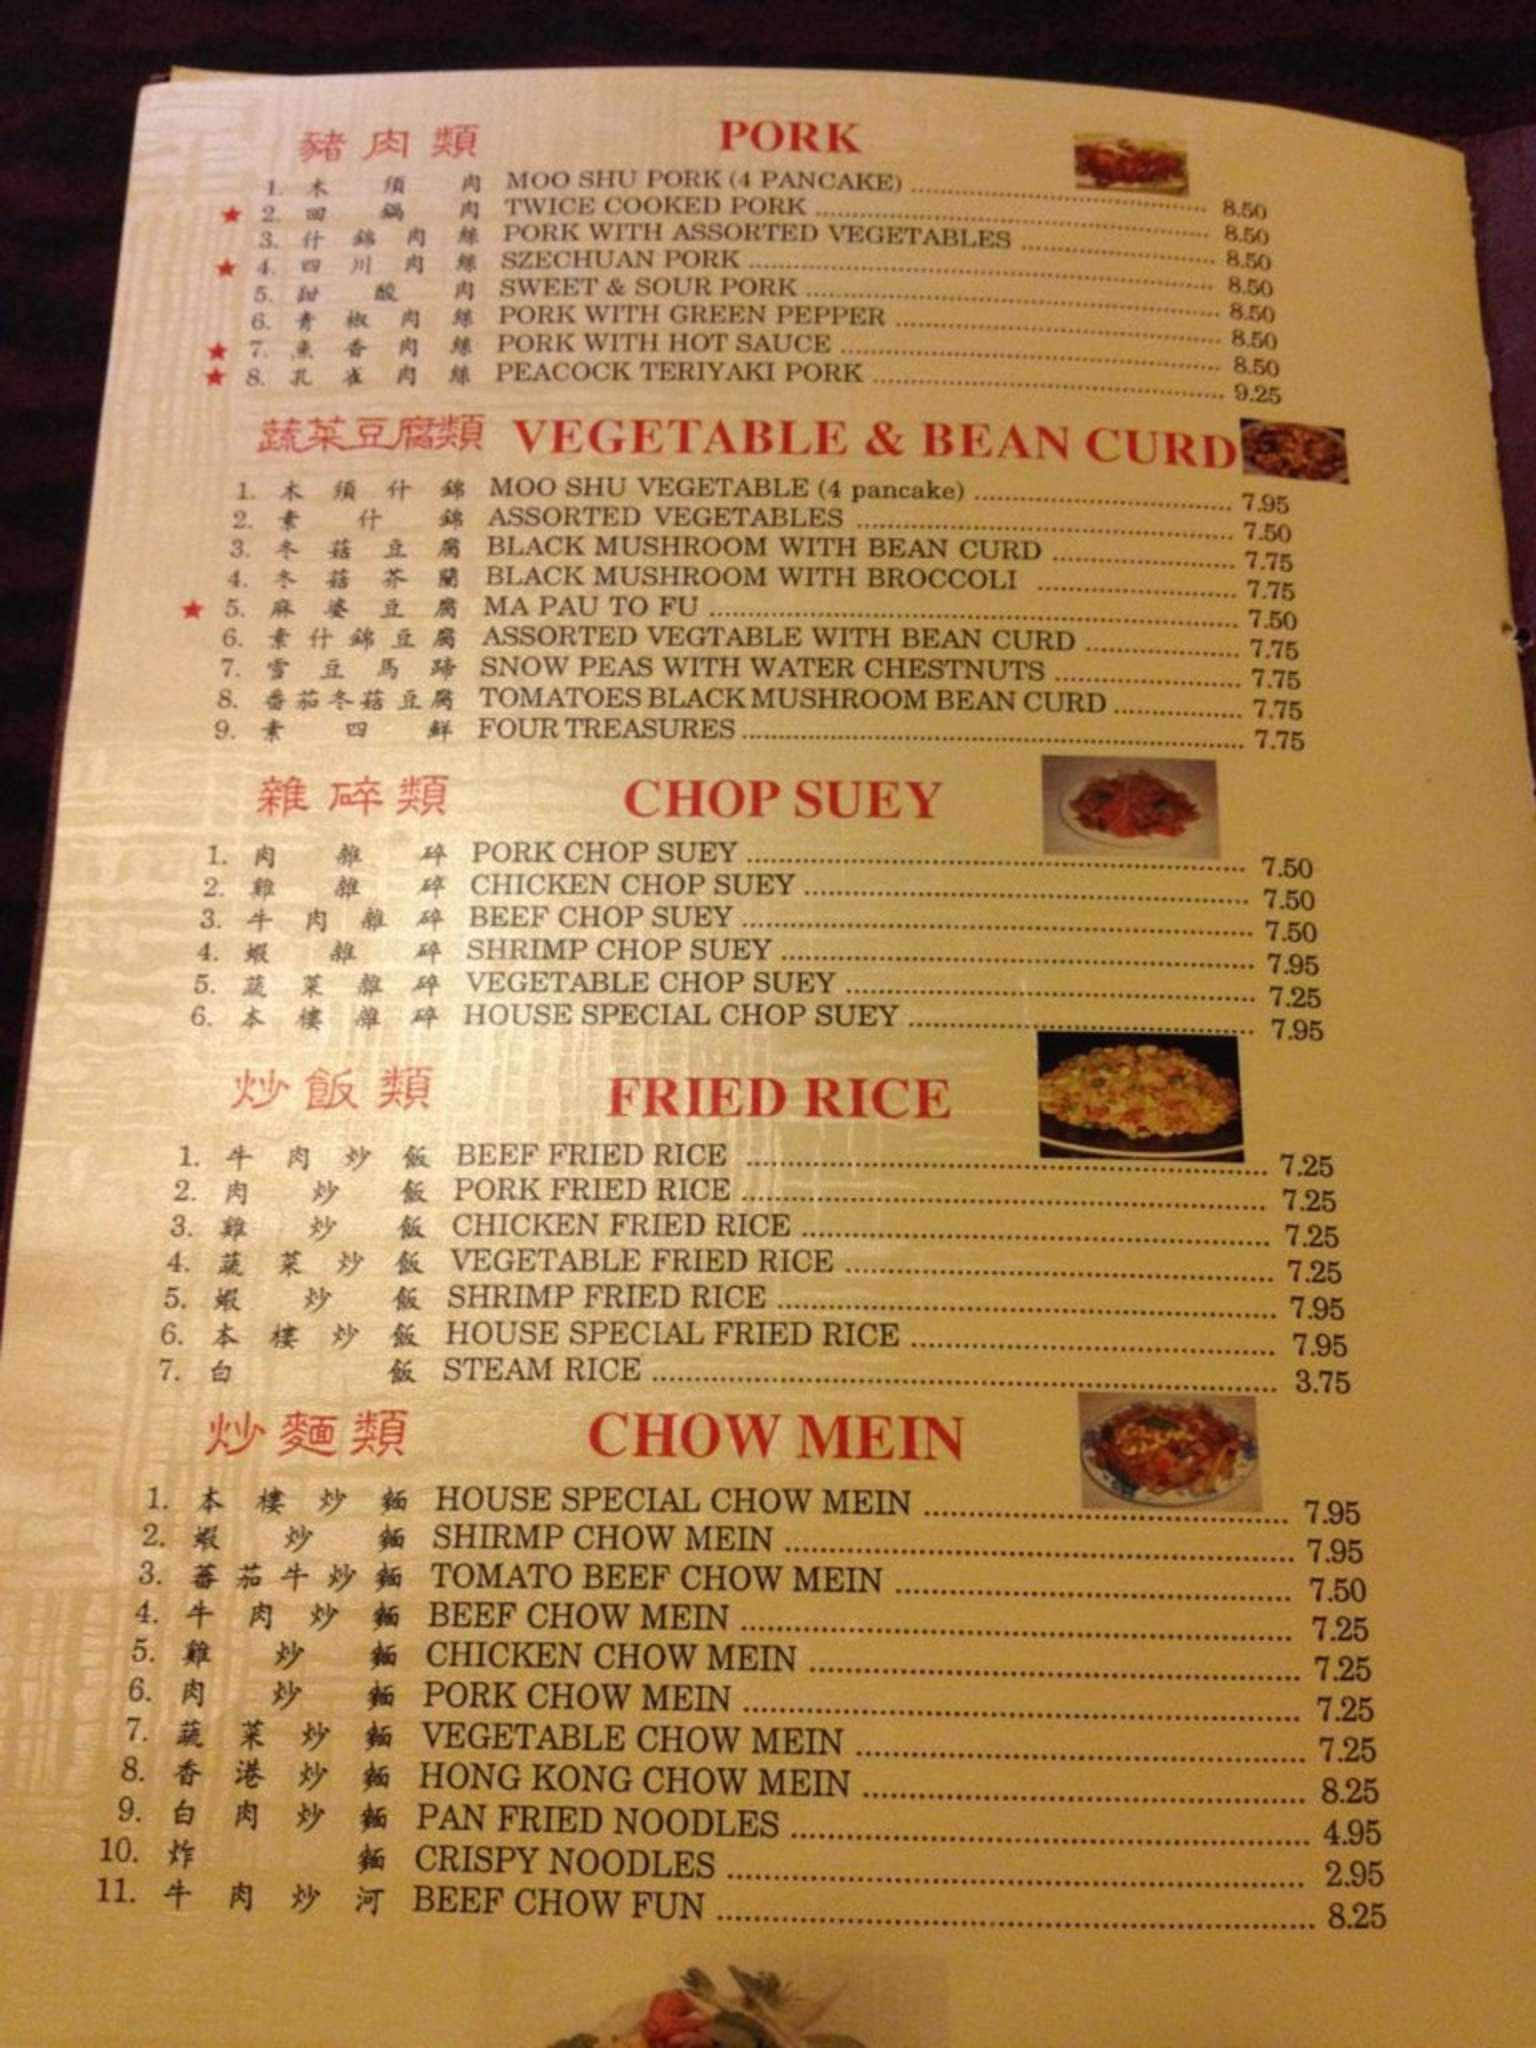 豬肉類 PORK
1. 木須肉 MOO SHU PORK (4 PANCAKE) 8.50
★ 2. 回鍋肉 TWICE COOKED PORK 8.50
3. 什錦肉絲 PORK WITH ASSORTED VEGETABLES 8.50
★ 4. 四川肉絲 SZECHUAN PORK 8.50
5. 甜酸肉 SWEET & SOUR PORK 8.50
6. 青椒肉絲 PORK WITH GREEN PEPPER 8.50
★ 7. 魚香肉絲 PORK WITH HOT SAUCE 8.50
★ 8. 孔雀肉絲 PEACOCK TERIYAKI PORK 9.25
蔬菜豆腐類 VEGETABLE & BEAN CURD
1. 木須什錦 MOO SHU VEGETABLE (4 pancake) 7.95
2. 素什錦 ASSORTED VEGETABLES 7.50
3. 冬菇豆腐 BLACK MUSHROOM WITH BEAN CURD 7.75
4. 冬菇芥蘭 BLACK MUSHROOM WITH BROCCOLI 7.75
★ 5. 麻婆豆腐 MA PAU TO FU 7.50
6. 素什錦豆腐 ASSORTED VEGTABLE WITH BEAN CURD 7.75
7. 雪豆馬蹄 SNOW PEAS WITH WATER CHESTNUTS 7.75
8. 番茄冬菇豆腐 TOMATOES BLACK MUSHROOM BEAN CURD 7.75
9. 素四鮮 FOUR TREASURES 7.75
雜碎類 CHOP SUEY
1. 肉雜碎 PORK CHOP SUEY 7.50
2. 雞雜碎 CHICKEN CHOP SUEY 7.50
3. 牛肉雜碎 BEEF CHOP SUEY 7.50
4. 蝦雜碎 SHRIMP CHOP SUEY 7.95
5. 蔬菜雜碎 VEGETABLE CHOP SUEY 7.25
6. 本樓雜碎 HOUSE SPECIAL CHOP SUEY 7.95
炒飯類 FRIED RICE
1. 牛肉炒飯 BEEF FRIED RICE 7.25
2. 肉炒飯 PORK FRIED RICE 7.25
3. 雞炒飯 CHICKEN FRIED RICE 7.25
4. 蔬菜炒飯 VEGETABLE FRIED RICE 7.25
5. 蝦炒飯 SHRIMP FRIED RICE 7.95
6. 本樓炒飯 HOUSE SPECIAL FRIED RICE 7.95
7. 白飯 STEAM RICE 3.75
炒麵類 CHOW MEIN
1. 本樓炒麵 HOUSE SPECIAL CHOW MEIN 7.95
2. 蝦炒麵 SHIRMP CHOW MEIN 7.95
3. 蕃茄牛炒麵 TOMATO BEEF CHOW MEIN 7.50
4. 牛肉炒麵 BEEF CHOW MEIN 7.25
5. 雞炒麵 CHICKEN CHOW MEIN 7.25
6. 肉炒麵 PORK CHOW MEIN 7.25
7. 蔬菜炒麵 VEGETABLE CHOW MEIN 7.25
8. 香港炒麵 HONG KONG CHOW MEIN 8.25
9. 白肉炒麵 PAN FRIED NOODLES 4.95
10. 炸麵 CRISPY NOODLES 2.95
11. 牛肉炒河 BEEF CHOW FUN 8.25